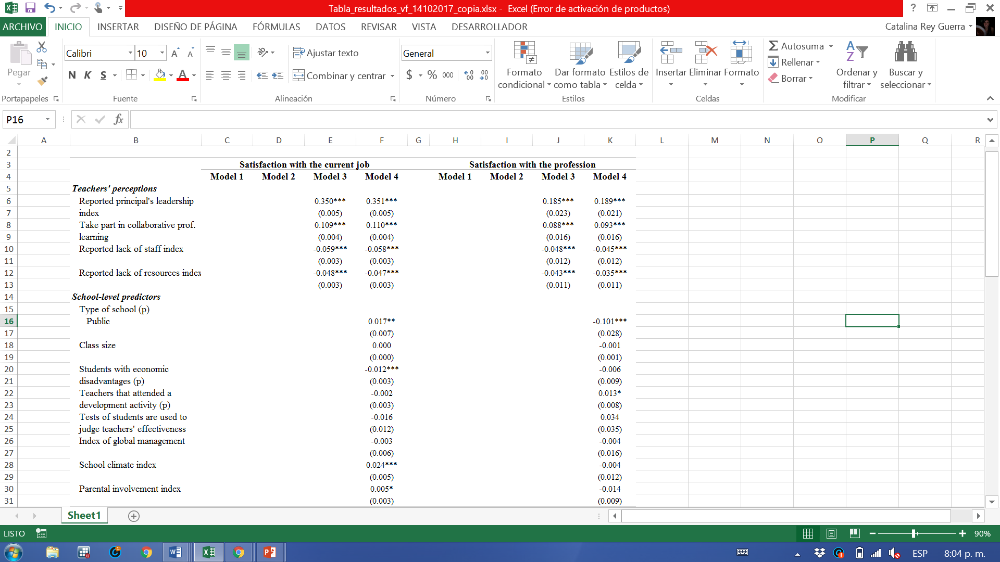 Tabla_resultados_vf_14102017_copia.xlsx - Excel (Error de activación de productos)
ARCHIVO INICIO INSERTAR DISEÑO DE PÁGINA FÓRMULAS DATOS REVISAR VISTA DESARROLLADOR Catalina Rey Guerra
Pegar
Portapapeles
Calibri 10
N K S
Fuente
Ajustar texto
Combinar y centrar
Alineación
General
$ % 000
Número
Formato condicional
Dar formato como tabla
Estilos de celda
Estilos
Insertar Eliminar Formato
Celdas
Autosuma
Rellenar
Borrar
Ordenar y filtrar
Buscar y seleccionar
Modificar
P16 fx
A B C D E F G H I J K L M N O P Q R
2
3 Satisfaction with the current job Satisfaction with the profession
4 Model 1 Model 2 Model 3 Model 4 Model 1 Model 2 Model 3 Model 4
5 Teachers' perceptions
6 Reported principal's leadership 0.350*** 0.351*** 0.185*** 0.189***
7 index (0.005) (0.005) (0.023) (0.021)
8 Take part in collaborative prof. 0.109*** 0.110*** 0.088*** 0.093***
9 learning (0.004) (0.004) (0.016) (0.016)
10 Reported lack of staff index -0.059*** -0.058*** -0.048*** -0.045***
11 (0.003) (0.003) (0.012) (0.012)
12 Reported lack of resources index -0.048*** -0.047*** -0.043*** -0.035***
13 (0.003) (0.003) (0.011) (0.011)
14 School-level predictors
15 Type of school (p)
16 Public 0.017** -0.101***
17 (0.007) (0.028)
18 Class size 0.000 -0.001
19 (0.000) (0.001)
20 Students with economic -0.012*** -0.006
21 disadvantages (p) (0.003) (0.009)
22 Teachers that attended a -0.002 0.013*
23 development activity (p) (0.003) (0.008)
24 Tests of students are used to -0.016 0.034
25 judge teachers' effectiveness (0.012) (0.035)
26 Index of global management -0.003 -0.004
27 (0.006) (0.016)
28 School climate index 0.024*** -0.004
29 (0.005) (0.012)
30 Parental involvement index 0.005* -0.014
31 (0.003) (0.009)
Sheet1
LISTO 90%
ESP 8:04 p. m.